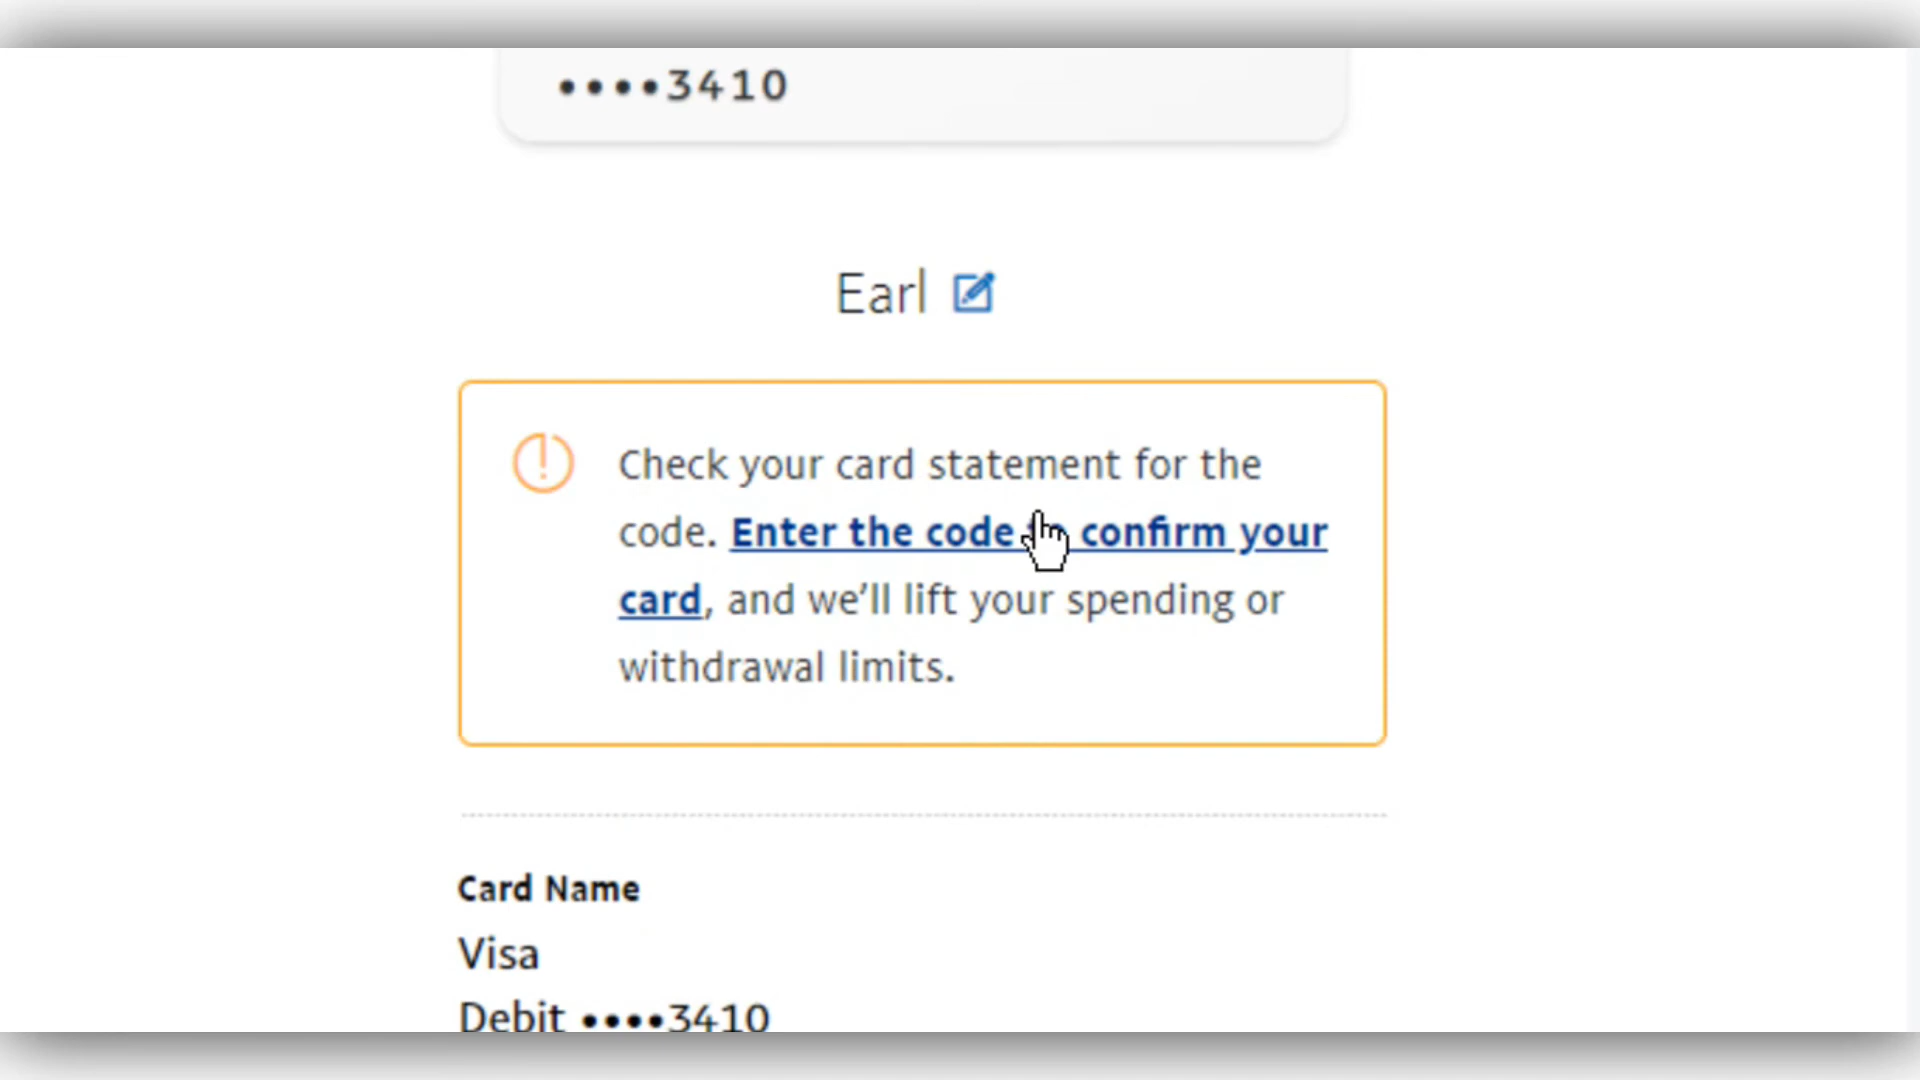 ••••3410
Earl
Check your card statement for the
code. Enter the code to confirm your
card, and we’ll lift your spending or
withdrawal limits.
Card Name
Visa
Debit ••••3410